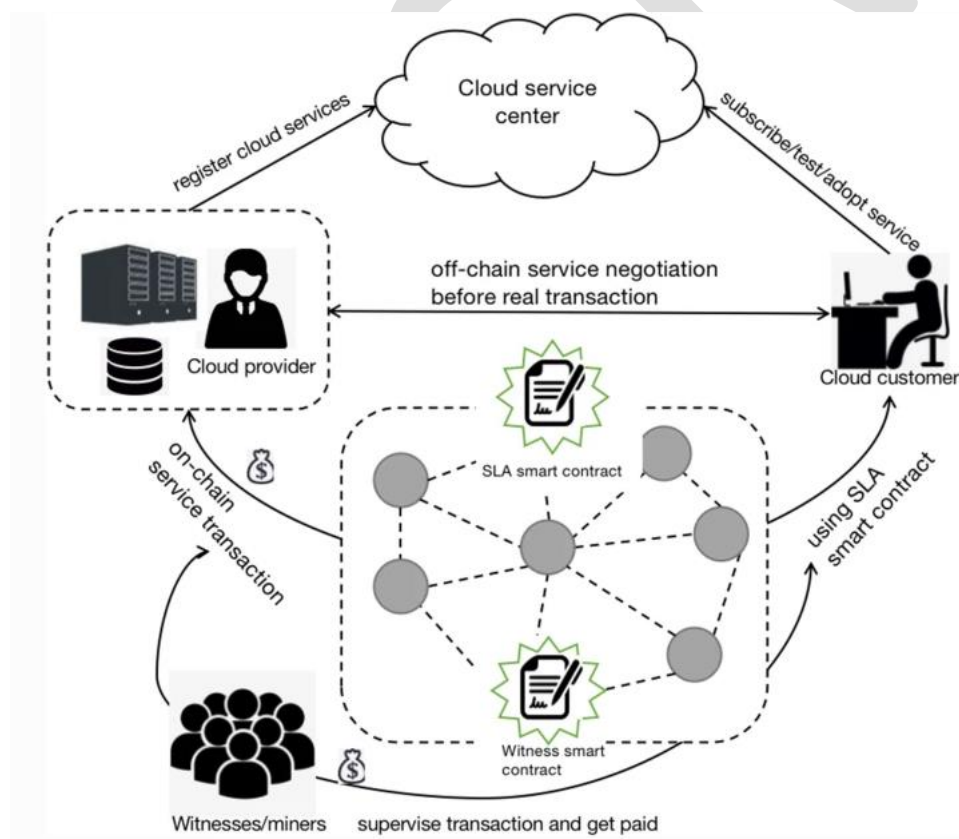 Cloud service
center
register cloud services
subscribe/test/adopt service
off-chain service negotiation
before real transaction
Cloud provider
Cloud customer
SLA smart contract
on-chain
service transaction
using SLA
smart contract
Witness smart
contract
Witnesses/miners
supervise transaction and get paid